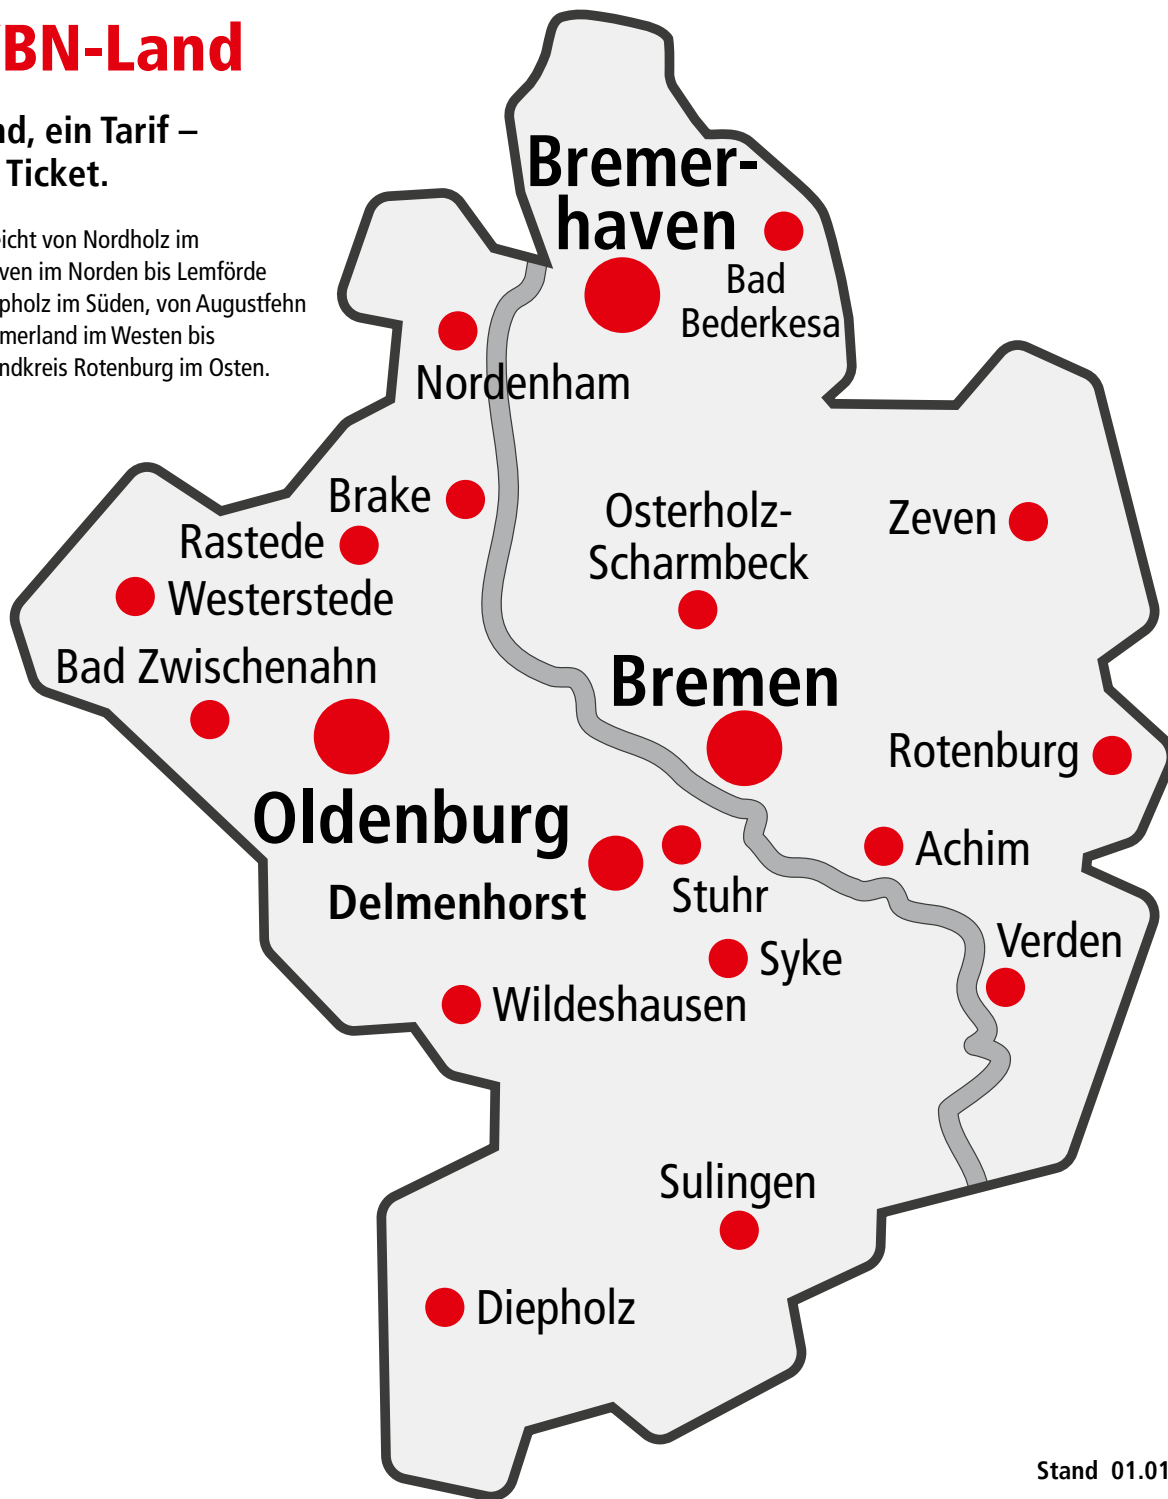 BN-Land
nd, ein Tarif –
Ticket.
eicht von Nordholz im
ven im Norden bis Lemförde
pholz im Süden, von Augustfehn
merland im Westen bis
ndkreis Rotenburg im Osten.
Bremer-
haven
Bad
Bederkesa
Nordenham
Brake
Osterholz-
Scharmbeck
Zeven
Rastede
Westerstede
Bad Zwischenahn
Bremen
Rotenburg
Oldenburg
Achim
Delmenhorst
Stuhr
Verden
Syke
Wildeshausen
Sulingen
Diepholz
Stand 01.01